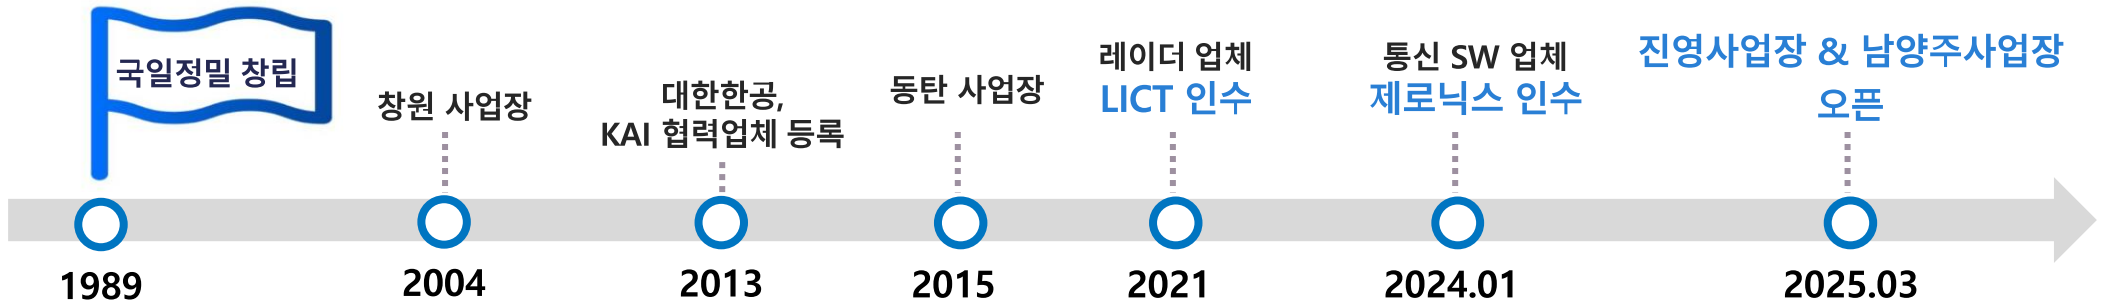 국일정밀 창립
창원 사업장
대한한공,
KAI 협력업체 등록
동탄 사업장
레이더 업체
LICT 인수
통신 SW 업체
제로닉스 인수
진영사업장 & 남양주사업장
오픈
1989
2004
2013
2015
2021
2024.01
2025.03